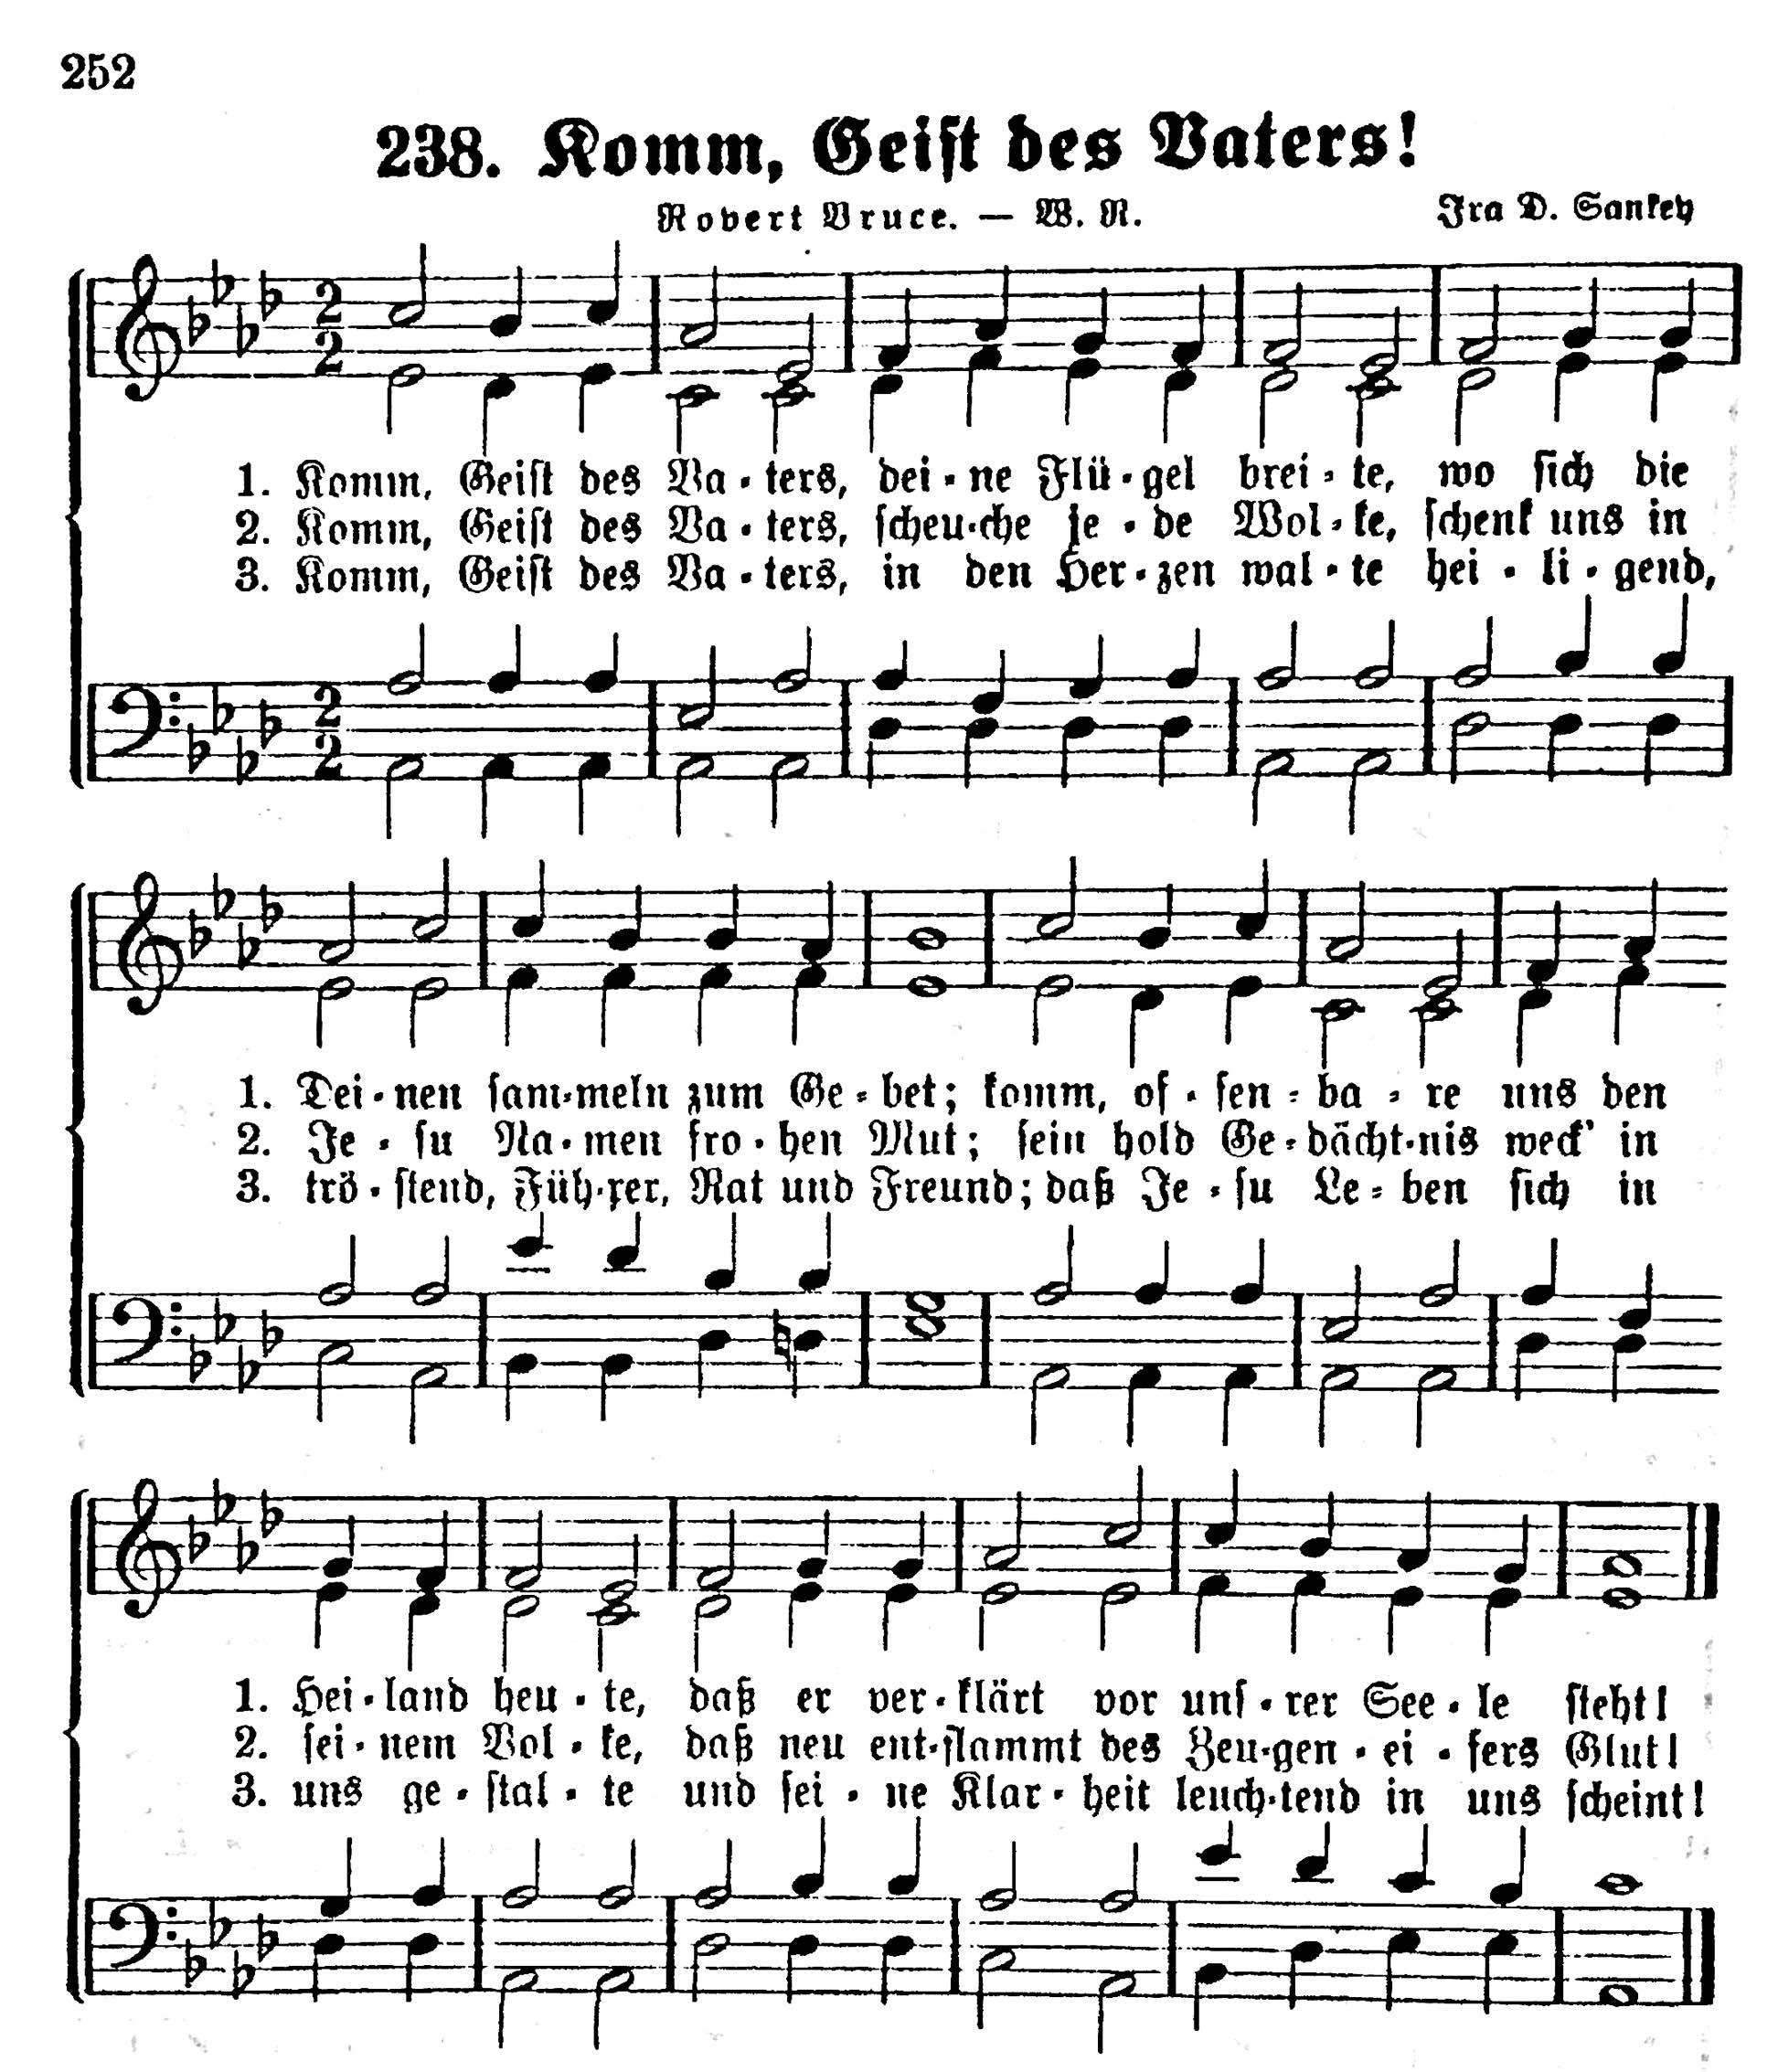 252
238. Komm, Geiſt des Vaters!
Robert Bruce. — W. R.
Ira D. Sankey
1. Komm, Geiſt des Va-ters, dei-ne Flü-gel brei-te, wo ſich die
2. Komm, Geiſt des Va-ters, ſcheu-che je-de Wol-ke, ſchenk uns in
3. Komm, Geiſt des Va-ters, in den Her-zen wal-te hei-li-gend,
1. Dei-nen ſam-meln zum Ge-bet; komm, of-fen-ba-re uns den
2. Je-ſu Na-men fro-hen Mut; ſein hold Ge-dächt-nis weck' in
3. trö-ſtend, Füh-rer, Rat und Freund; daß Je-ſu Le-ben ſich in
1. Hei-land heu-te, daß er ver-klärt vor unſ-rer See-le ſteht!
2. ſei-nem Vol-ke, daß neu ent-flammt des Zeu-gen-ei-fers Glut!
3. uns ge-ſtal-te und ſei-ne Klar-heit leuch-tend in uns ſcheint!